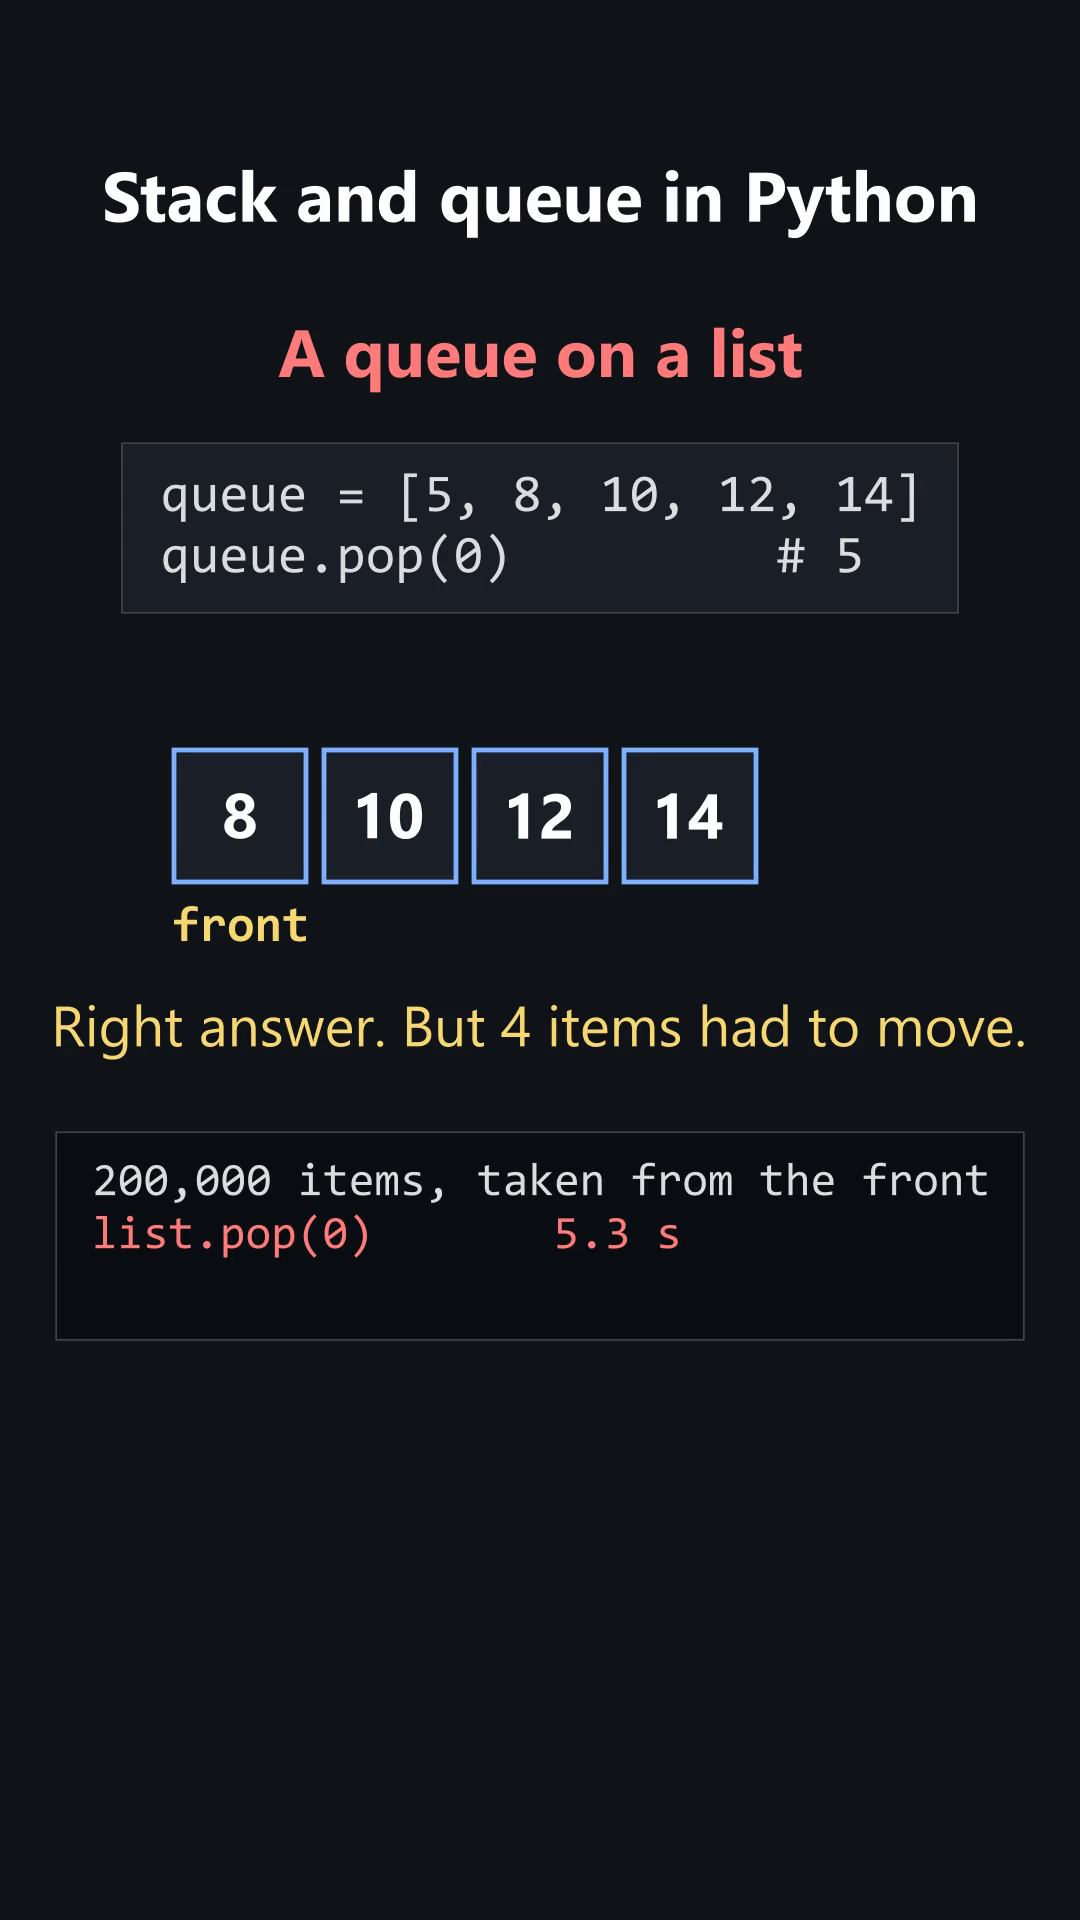 Stack and queue in Python
A queue on a list
queue = [5, 8, 10, 12, 14]
queue.pop(0)         # 5
8 10 12 14
front
Right answer. But 4 items had to move.
200,000 items, taken from the front
list.pop(0)       5.3 s